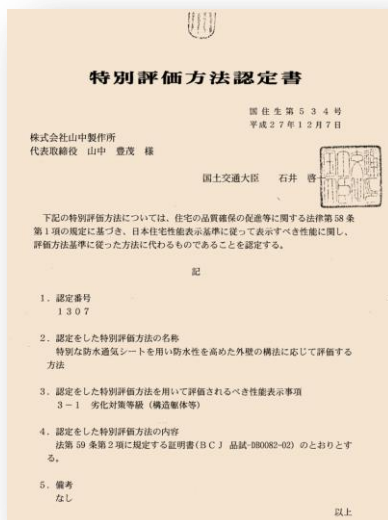 特別評価方法認定書
国住生第534号
平成27年12月7日
株式会社山中製作所
代表取締役 山中 豊茂 様
国土交通大臣 石井 啓一
下記の特別評価方法については、住宅の品質確保の促進等に関する法律第58条
第1項の規定に基づき、日本住宅性能表示基準に従って表示すべき性能に関し、
評価方法基準に従った方法に代わるものであることを認定する。
記
1．認定番号
1307
2．認定をした特別評価方法の名称
特別な防水通気シートを用い防水性を高めた外壁の構法に応じて評価する
方法
3．認定をした特別評価方法を用いて評価されるべき性能表示事項
3－1 劣化対策等級（構造躯体等）
4．認定をした特別評価方法の内容
法第59条第2項に規定する証明書(BCJ 品試-DB0082-02) のとおりとす
る。
5．備考
なし
以上